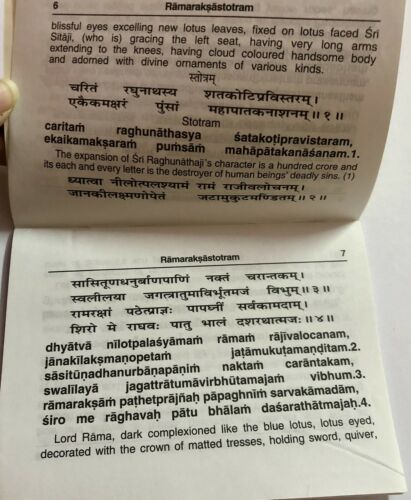 6
Rāmarakṣāstotram
blissful eyes excelling new lotus leaves, fixed on lotus faced Śrī
Sītāji, (who is) gracing the left seat, having very long arms
extending to the knees, having cloud coloured handsome body
and adorned with divine ornaments of various kinds.
स्तोत्रम्
चरितं रघुनाथस्य शतकोटिप्रविस्तरम्।
एकैकमक्षरं पुंसां महापातकनाशनम्॥१॥
Stotram
caritaṁ raghunāthasya śatakoṭipravistaram,
ekaikamakṣaraṁ puṁsāṁ mahāpātakanāśanam.1.
The expansion of Śrī Raghunāthaji's character is a hundred crore and
its each and every letter is the destroyer of human beings' deadly sins. (1)
ध्यात्वा नीलोत्पलश्यामं रामं राजीवलोचनम्।
जानकीलक्ष्मणोपेतं जटामुकुटमण्डितम्॥२॥
Rāmarakṣāstotram
7
सासितूणधनुर्बाणपाणिं नक्तं चरान्तकम्।
स्वलीलया जगत्त्रातुमाविर्भूतमजं विभुम्॥३॥
रामरक्षां पठेत्प्राज्ञः पापघ्नीं सर्वकामदाम्।
शिरो मे राघवः पातु भालं दशरथात्मजः॥४॥
dhyātvā nīlotpalaśyāmaṁ rāmaṁ rājīvalocanam,
jānakīlakṣmaṇopetaṁ jaṭāmukuṭamaṇḍitam.2.
sāsitūṇadhanurbāṇapāṇiṁ naktaṁ carāntakam,
swalīlayā jagattrātumāvirbhūtamajaṁ vibhum.3.
rāmarakṣāṁ paṭhetprājñaḥ pāpaghnīṁ sarvakāmadām,
śiro me rāghavaḥ pātu bhālaṁ daśarathātmajaḥ.4.
Lord Rāma, dark complexioned like the blue lotus, lotus eyed,
decorated with the crown of matted tresses, holding sword, quiver,